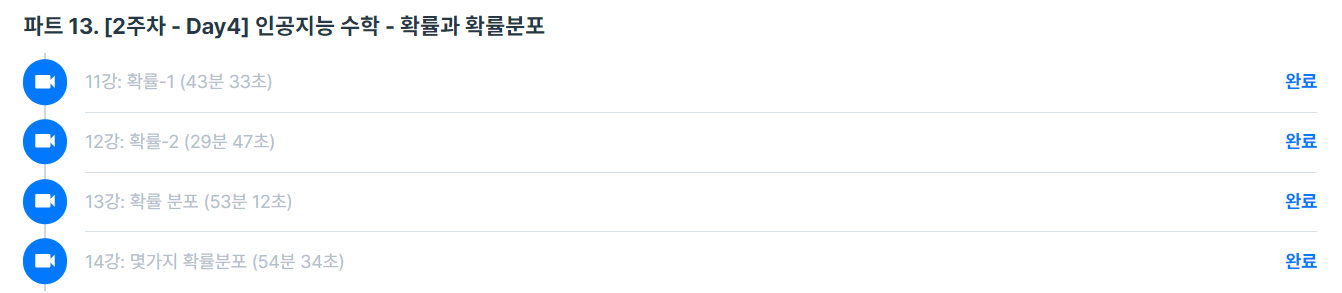 파트 13. [2주차 - Day4] 인공지능 수학 - 확률과 확률분포
11강: 확률-1 (43분 33초) 완료
12강: 확률-2 (29분 47초) 완료
13강: 확률 분포 (53분 12초) 완료
14강: 몇가지 확률분포 (54분 34초) 완료